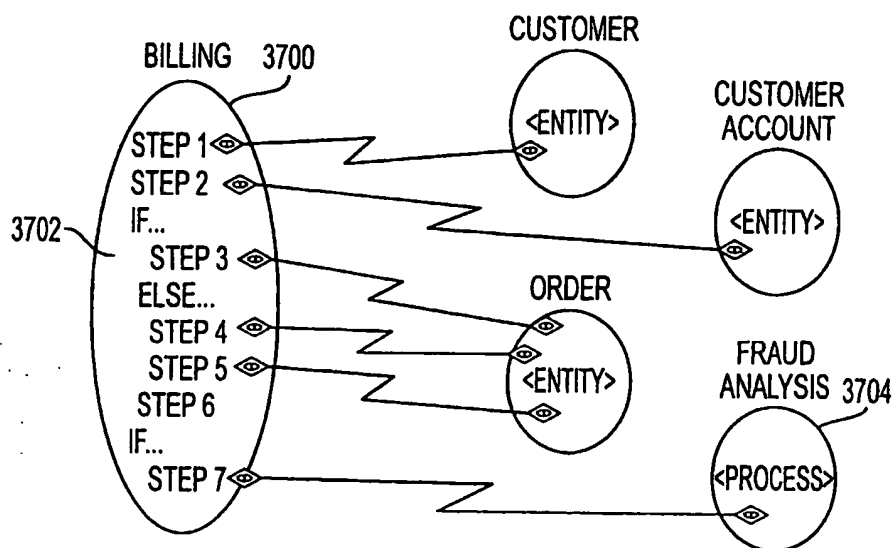 BILLING 3700
STEP 1
STEP 2
IF...
STEP 3
ELSE...
STEP 4
STEP 5
STEP 6
IF...
STEP 7
3702
CUSTOMER
<ENTITY>
CUSTOMER
ACCOUNT
<ENTITY>
ORDER
<ENTITY>
FRAUD
ANALYSIS 3704
<PROCESS>